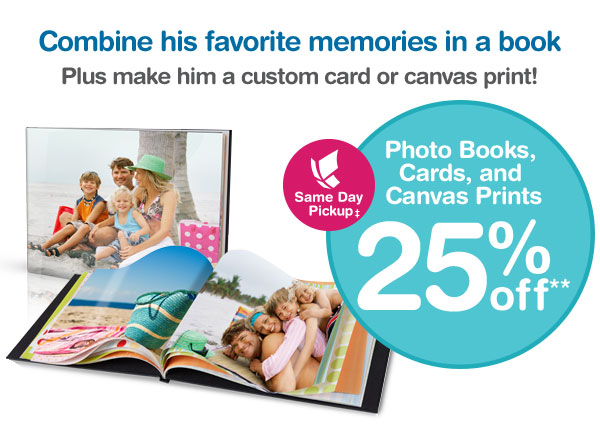 Combine his favorite memories in a book
Plus make him a custom card or canvas print!
Same Day
Pickup‡
Photo Books,
Cards, and
Canvas Prints
25%
off**